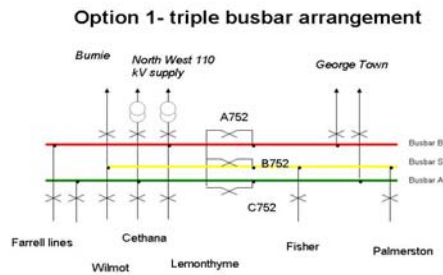 Option 1- triple busbar arrangement
Burnie
North West 110
kV supply
George Town
A752
Busbar B
B752
Busbar S
Busbar A
C752
Farrell lines
Cethana
Fisher
Palmerston
Wilmot
Lemonthyme